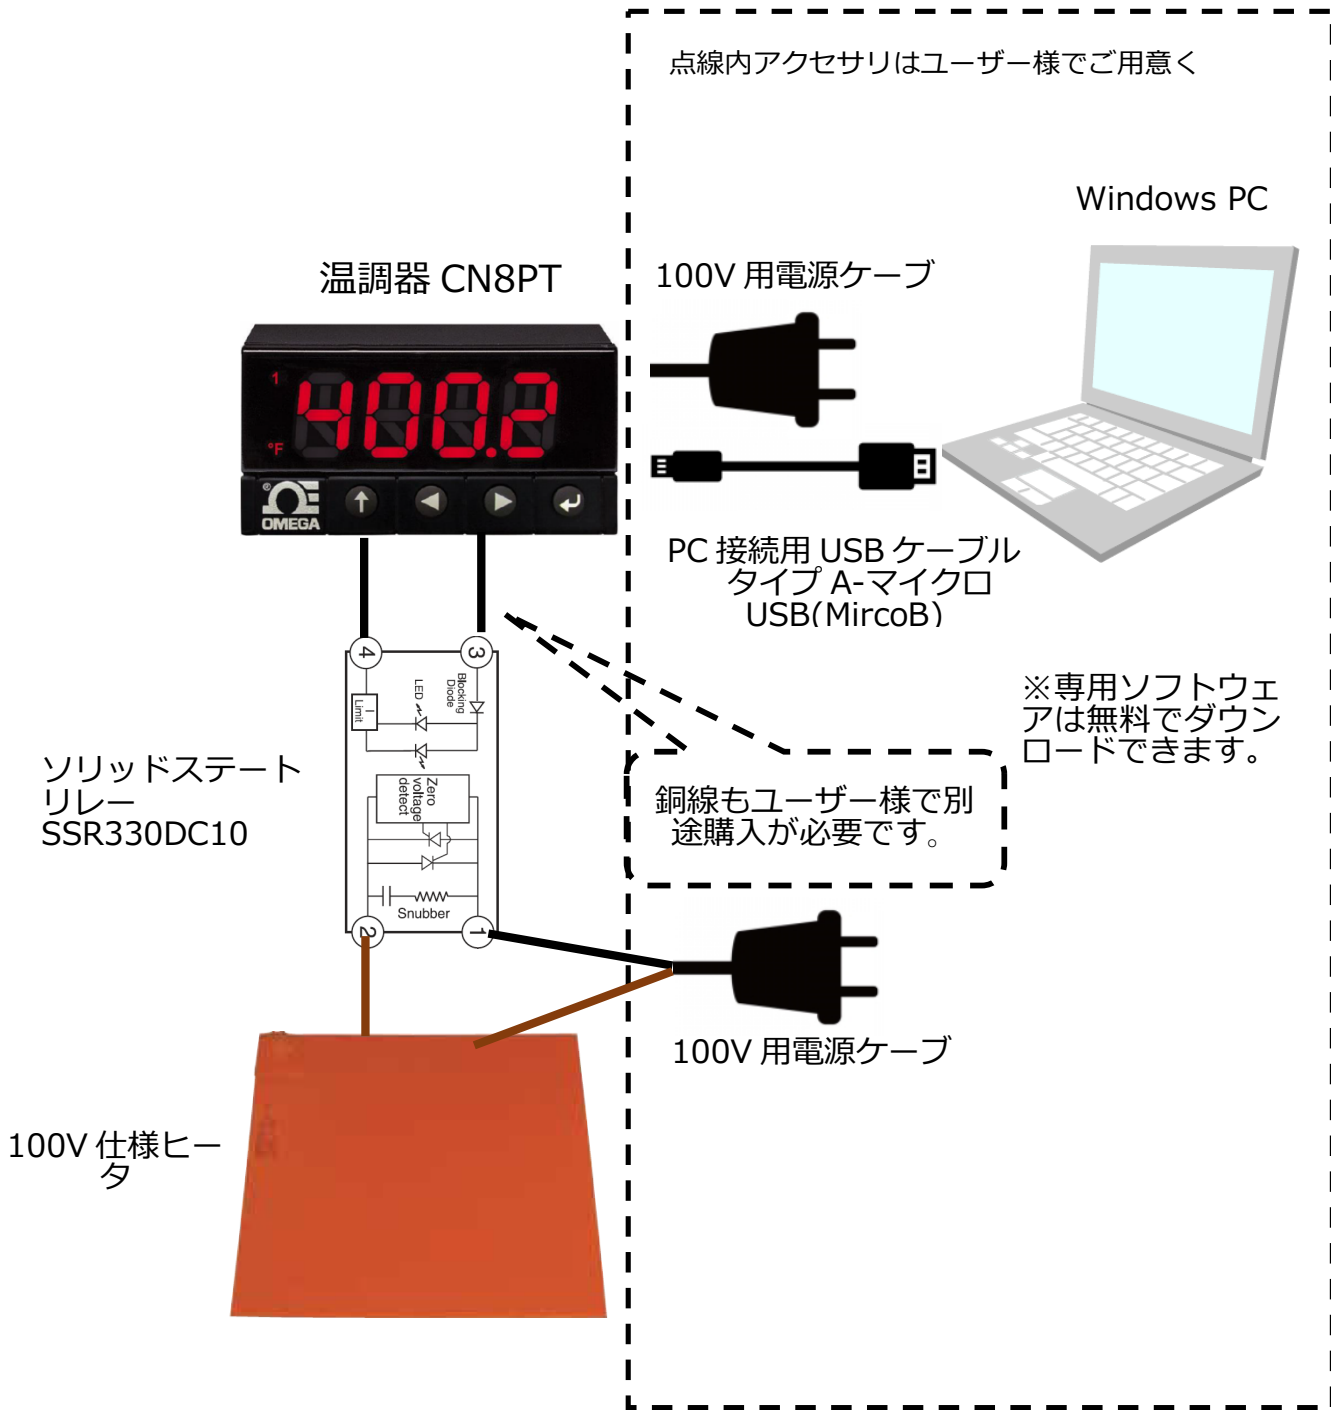 点線内アクセサリはユーザー様でご用意く
Windows PC
温調器 CN8PT
100V 用電源ケーブ
1
400.2
°F
®
OMEGA
PC 接続用 USB ケーブル
タイプ A-マイクロ
USB(MircoB)
4
3
Blocking
Diode
LED
I
Limit
※専用ソフトウェ
アは無料でダウン
ロードできます。
ソリッドステート
リレー
SSR330DC10
Zero
voltage
detect
銅線もユーザー様で別
途購入が必要です。
Snubber
2
1
100V 用電源ケーブ
100V 仕様ヒー
タ